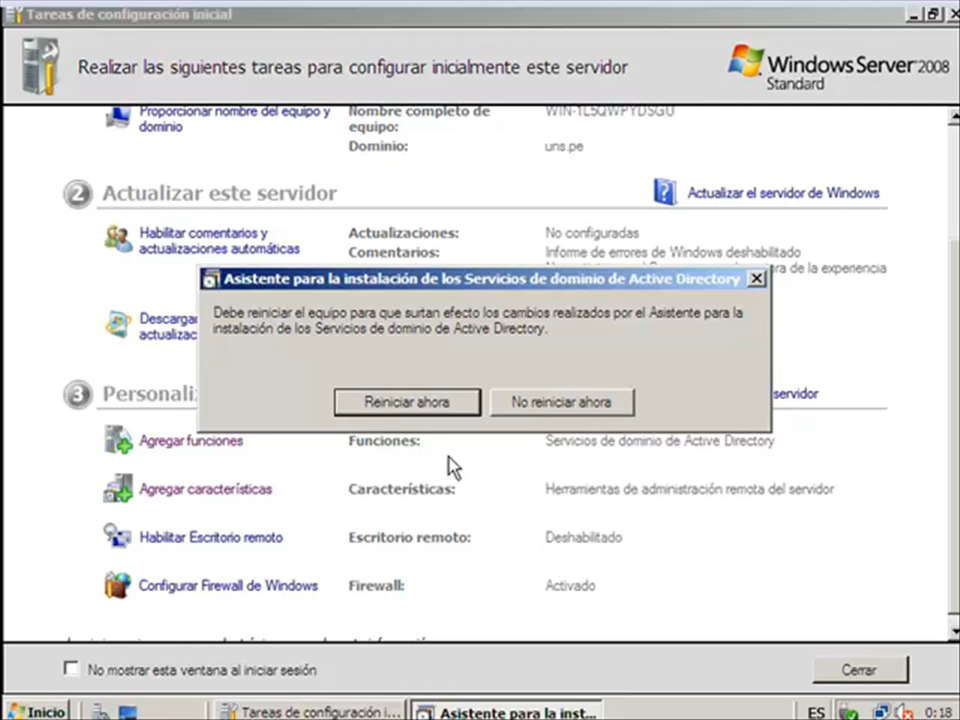 Tareas de configuración inicial
Realizar las siguientes tareas para configurar inicialmente este servidor
Windows Server 2008
Standard
Proporcionar nombre del equipo y dominio
Nombre completo de equipo:
Dominio:
uns.pe
2 Actualizar este servidor
Actualizar el servidor de Windows
Habilitar comentarios y actualizaciones automáticas
Actualizaciones: No configuradas
Comentarios: Informe de errores de Windows deshabilitado
ora de la experiencia
Asistente para la instalación de los Servicios de dominio de Active Directory
Debe reiniciar el equipo para que surtan efecto los cambios realizados por el Asistente para la
instalación de los Servicios de dominio de Active Directory.
Reiniciar ahora
No reiniciar ahora
Descargar
actualizac
3 Personaliz
servidor
Agregar funciones
Funciones: Servicios de dominio de Active Directory
Agregar características
Características: Herramientas de administración remota del servidor
Habilitar Escritorio remoto
Escritorio remoto: Deshabilitado
Configurar Firewall de Windows
Firewall: Activado
No mostrar esta ventana al iniciar sesión
Cerrar
Inicio
Tareas de configuración i...
Asistente para la inst...
ES
0:18